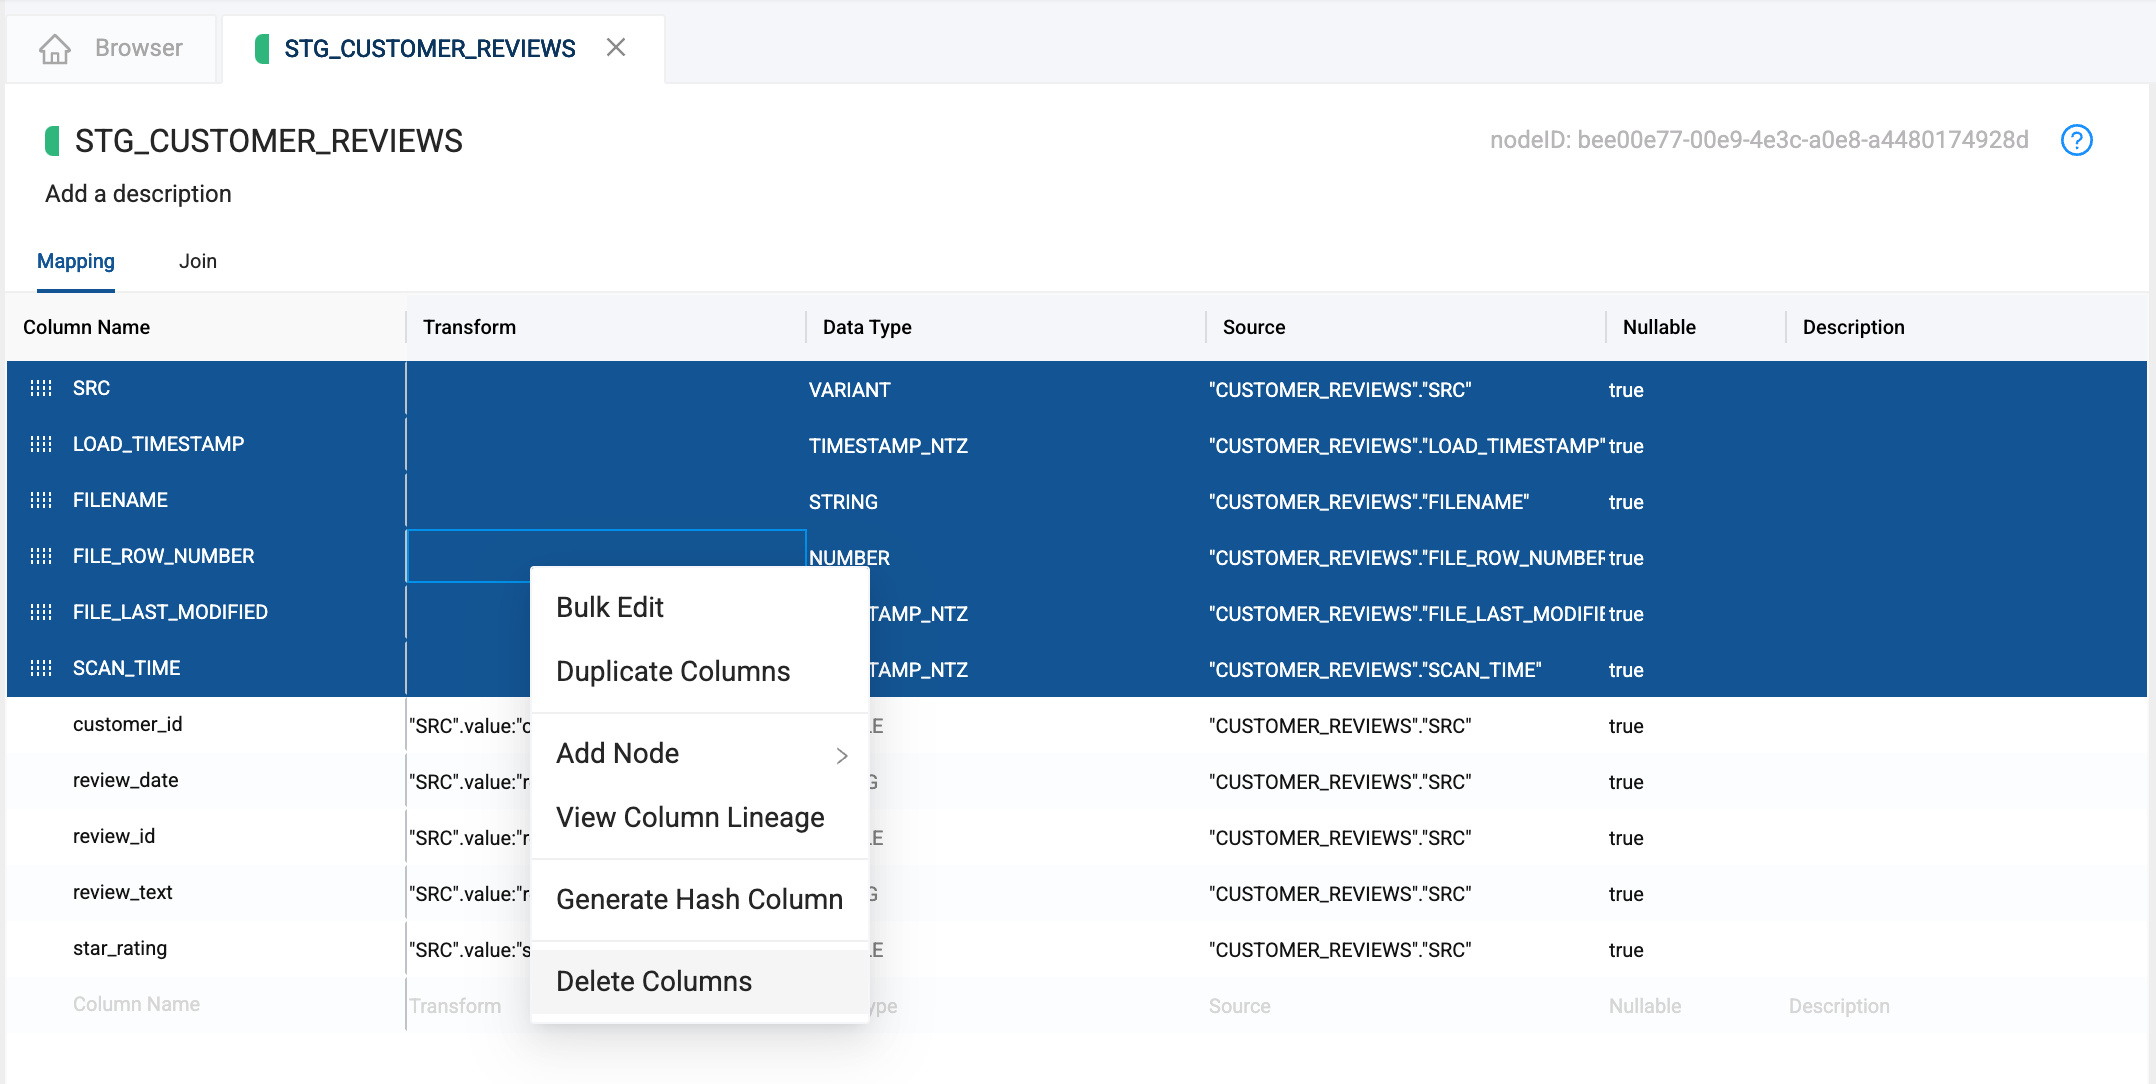 Browser STG_CUSTOMER_REVIEWS
STG_CUSTOMER_REVIEWS nodeID: bee00e77-00e9-4e3c-a0e8-a4480174928d ?
Add a description
Mapping Join
Column Name Transform Data Type Source Nullable Description
SRC VARIANT "CUSTOMER_REVIEWS"."SRC" true
LOAD_TIMESTAMP TIMESTAMP_NTZ "CUSTOMER_REVIEWS"."LOAD_TIMESTAMP" true
FILENAME STRING "CUSTOMER_REVIEWS"."FILENAME" true
FILE_ROW_NUMBER NUMBER "CUSTOMER_REVIEWS"."FILE_ROW_NUMBER true
FILE_LAST_MODIFIED TAMP_NTZ "CUSTOMER_REVIEWS"."FILE_LAST_MODIFIE true
SCAN_TIME TAMP_NTZ "CUSTOMER_REVIEWS"."SCAN_TIME" true
customer_id "SRC".value:"c LE "CUSTOMER_REVIEWS"."SRC" true
review_date "SRC".value:"r G "CUSTOMER_REVIEWS"."SRC" true
review_id "SRC".value:"r LE "CUSTOMER_REVIEWS"."SRC" true
review_text "SRC".value:"r G "CUSTOMER_REVIEWS"."SRC" true
star_rating "SRC".value:"s LE "CUSTOMER_REVIEWS"."SRC" true
Column Name Transform ype Source Nullable Description
Bulk Edit
Duplicate Columns
Add Node
View Column Lineage
Generate Hash Column
Delete Columns